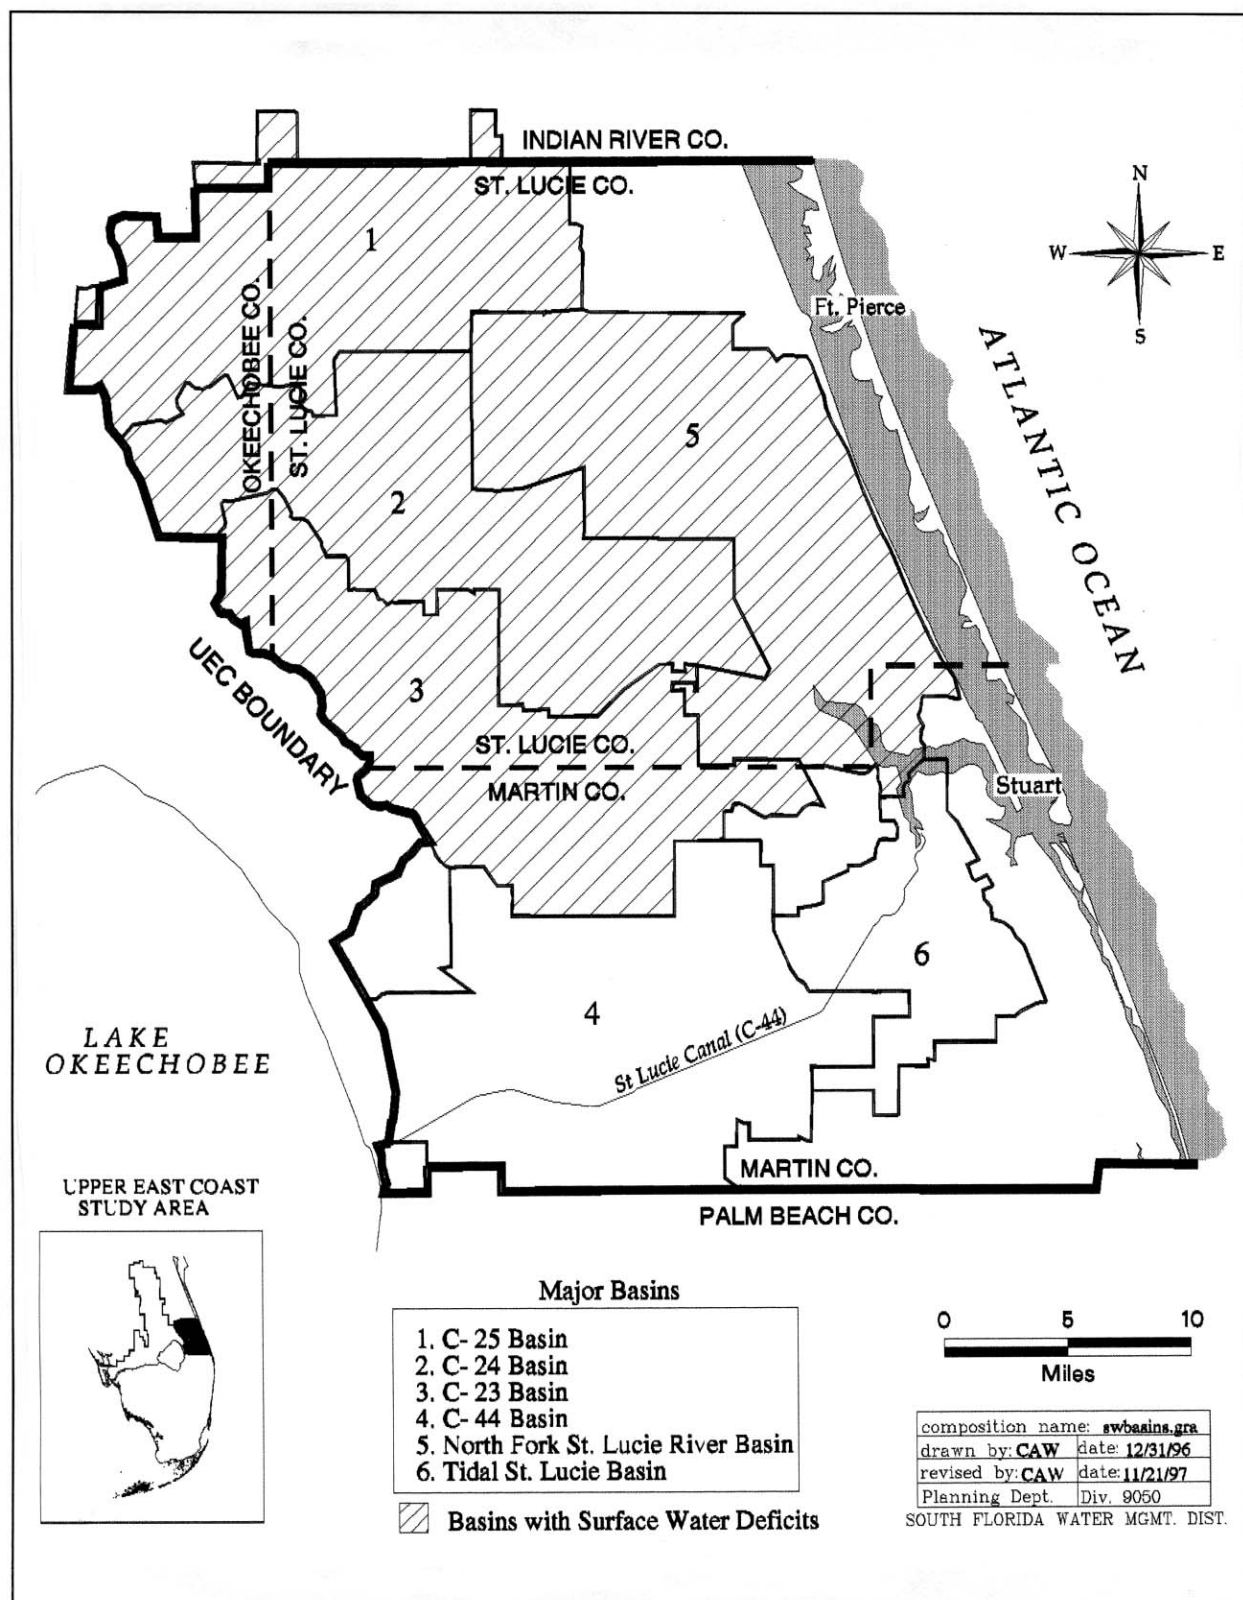 INDIAN RIVER CO.
ST. LUCIE CO.
N
W
E
S
1
Ft. Pierce
OKEECHOBEE CO.
ST. LUCIE CO.
ATLANTIC OCEAN
5
2
UEC BOUNDARY
3
ST. LUCIE CO.
MARTIN CO.
Stuart
6
4
St Lucie Canal (C-44)
LAKE
OKEECHOBEE
MARTIN CO.
PALM BEACH CO.
UPPER EAST COAST
STUDY AREA
Major Basins
1. C- 25 Basin
2. C- 24 Basin
3. C- 23 Basin
4. C- 44 Basin
5. North Fork St. Lucie River Basin
6. Tidal St. Lucie Basin
Basins with Surface Water Deficits
0 5 10
Miles
composition name: swbasins.gra
drawn by: CAW date: 12/31/96
revised by: CAW date: 11/21/97
Planning Dept. Div. 9050
SOUTH FLORIDA WATER MGMT. DIST.